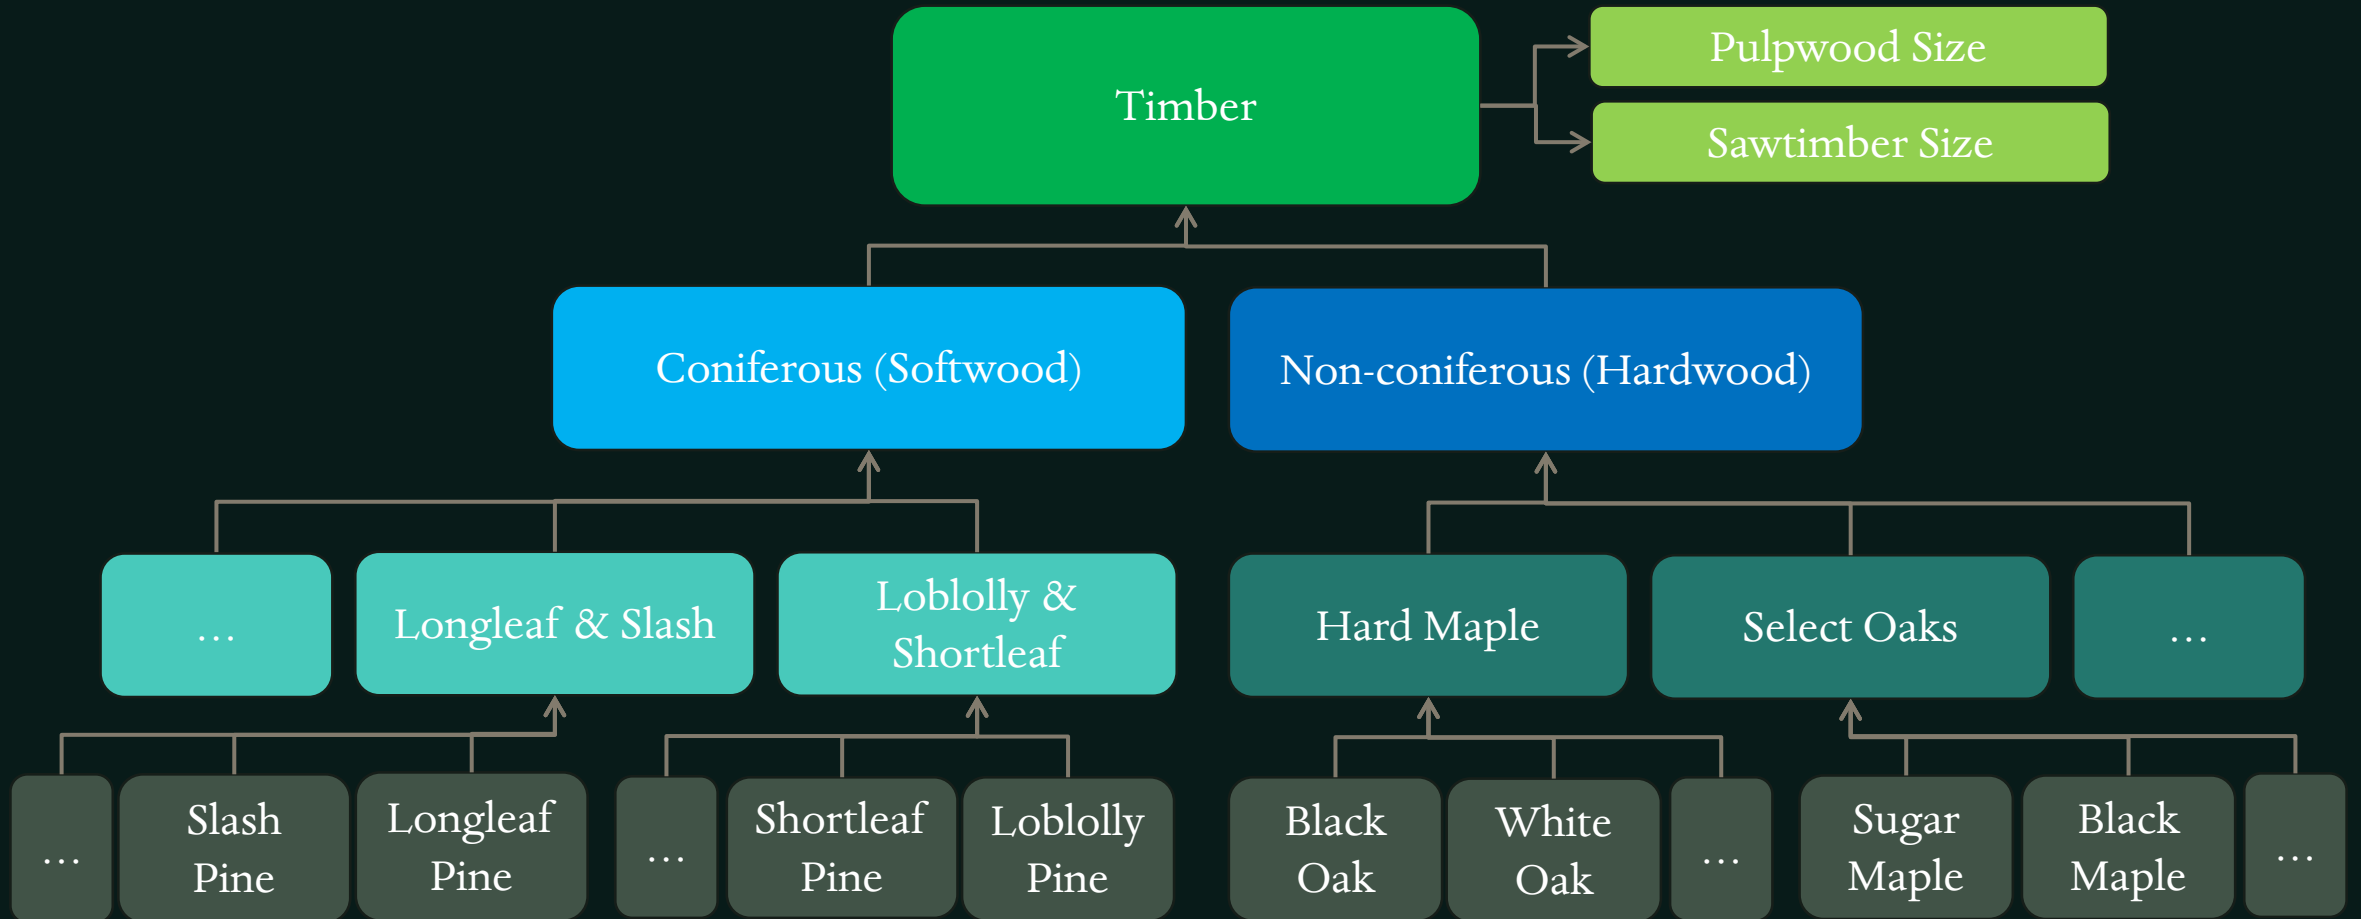 Timber
Pulpwood Size
Sawtimber Size
Coniferous (Softwood)
Non-coniferous (Hardwood)
...
Longleaf & Slash
Loblolly &
Shortleaf
Hard Maple
Select Oaks
...
...
Slash
Pine
Longleaf
Pine
...
Shortleaf
Pine
Loblolly
Pine
Black
Oak
White
Oak
...
Sugar
Maple
Black
Maple
...